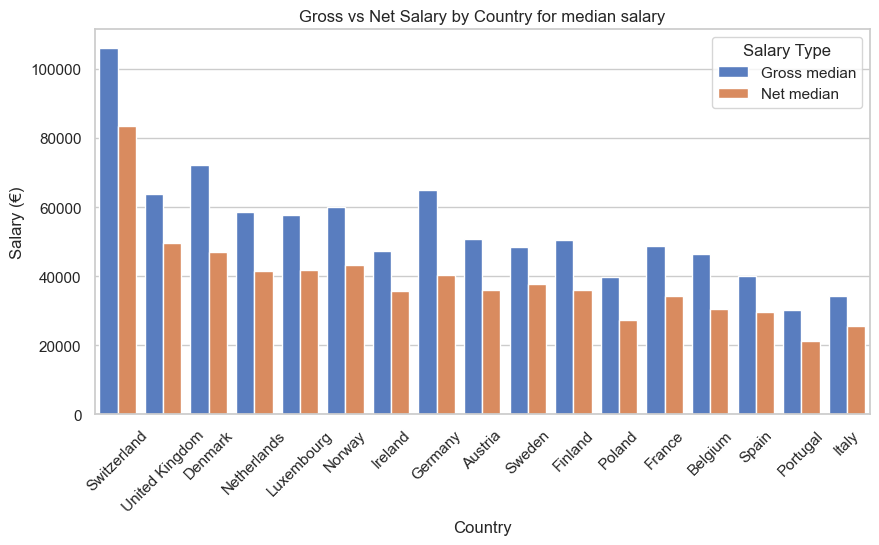 Gross vs Net Salary by Country for median salary
Salary Type
Gross median
Net median
100000
80000
60000
40000
20000
0
Salary (€)
Switzerland
United Kingdom
Denmark
Netherlands
Luxembourg
Norway
Ireland
Germany
Austria
Sweden
Finland
Poland
France
Belgium
Spain
Portugal
Italy
Country